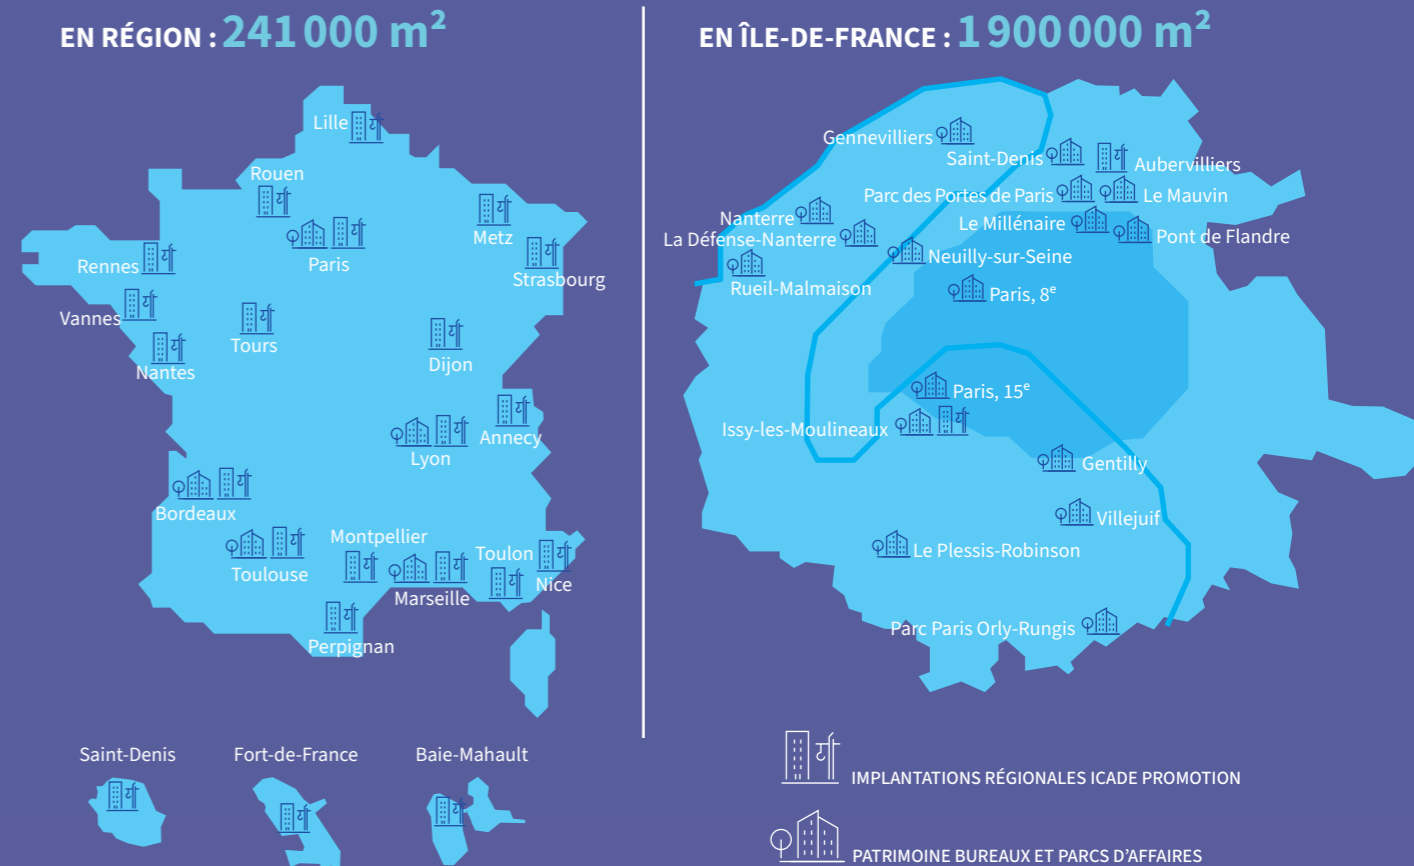 EN RÉGION : 241 000 m²
Lille
Rouen
Paris
Metz
Strasbourg
Rennes
Vannes
Nantes
Tours
Dijon
Annecy
Lyon
Bordeaux
Toulouse
Montpellier
Marseille
Toulon
Nice
Perpignan
Saint-Denis
Fort-de-France
Baie-Mahault
EN ÎLE-DE-FRANCE : 1 900 000 m²
Gennevilliers
Saint-Denis
Aubervilliers
Parc des Portes de Paris
Le Mauvin
Nanterre
Le Millénaire
La Défense-Nanterre
Pont de Flandre
Neuilly-sur-Seine
Rueil-Malmaison
Paris, 8e
Paris, 15e
Issy-les-Moulineaux
Gentilly
Villejuif
Le Plessis-Robinson
Parc Paris Orly-Rungis
IMPLANTATIONS RÉGIONALES ICADE PROMOTION
PATRIMOINE BUREAUX ET PARCS D'AFFAIRES